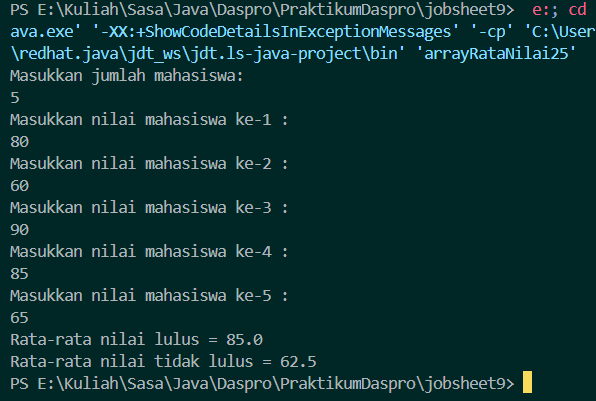 PS E:\Kuliah\Sasa\Java\Daspro\PraktikumDaspro\jobsheet9>  e:; cd
ava.exe' '-XX:+ShowCodeDetailsInExceptionMessages' '-cp' 'C:\User
\redhat.java\jdt_ws\jdt.ls-java-project\bin' 'arrayRataNilai25'
Masukkan jumlah mahasiswa:
5
Masukkan nilai mahasiswa ke-1 :
80
Masukkan nilai mahasiswa ke-2 :
60
Masukkan nilai mahasiswa ke-3 :
90
Masukkan nilai mahasiswa ke-4 :
85
Masukkan nilai mahasiswa ke-5 :
65
Rata-rata nilai lulus = 85.0
Rata-rata nilai tidak lulus = 62.5
PS E:\Kuliah\Sasa\Java\Daspro\PraktikumDaspro\jobsheet9>